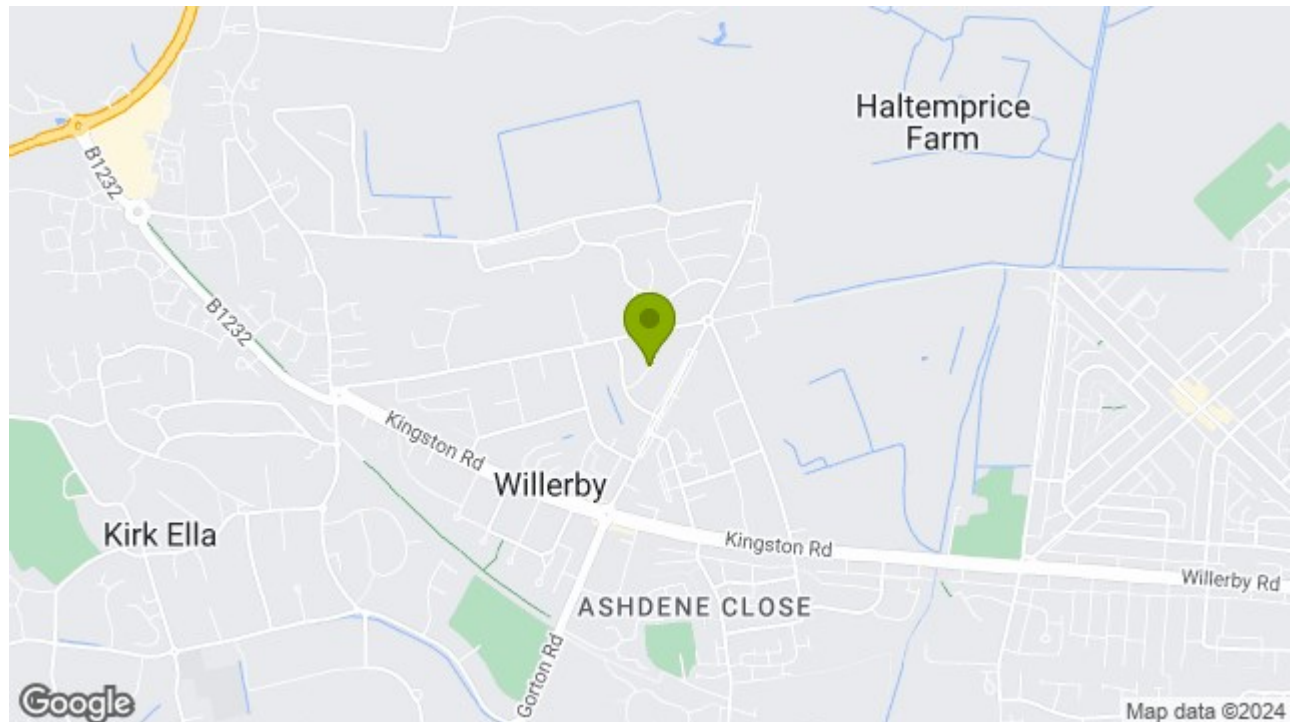 Haltemprice
Farm
B1232
B1232
Kingston Rd
Willerby
Kirk Ella
Kingston Rd
Willerby Rd
ASHDENE CLOSE
Gorton Rd
Google
Map data ©2024